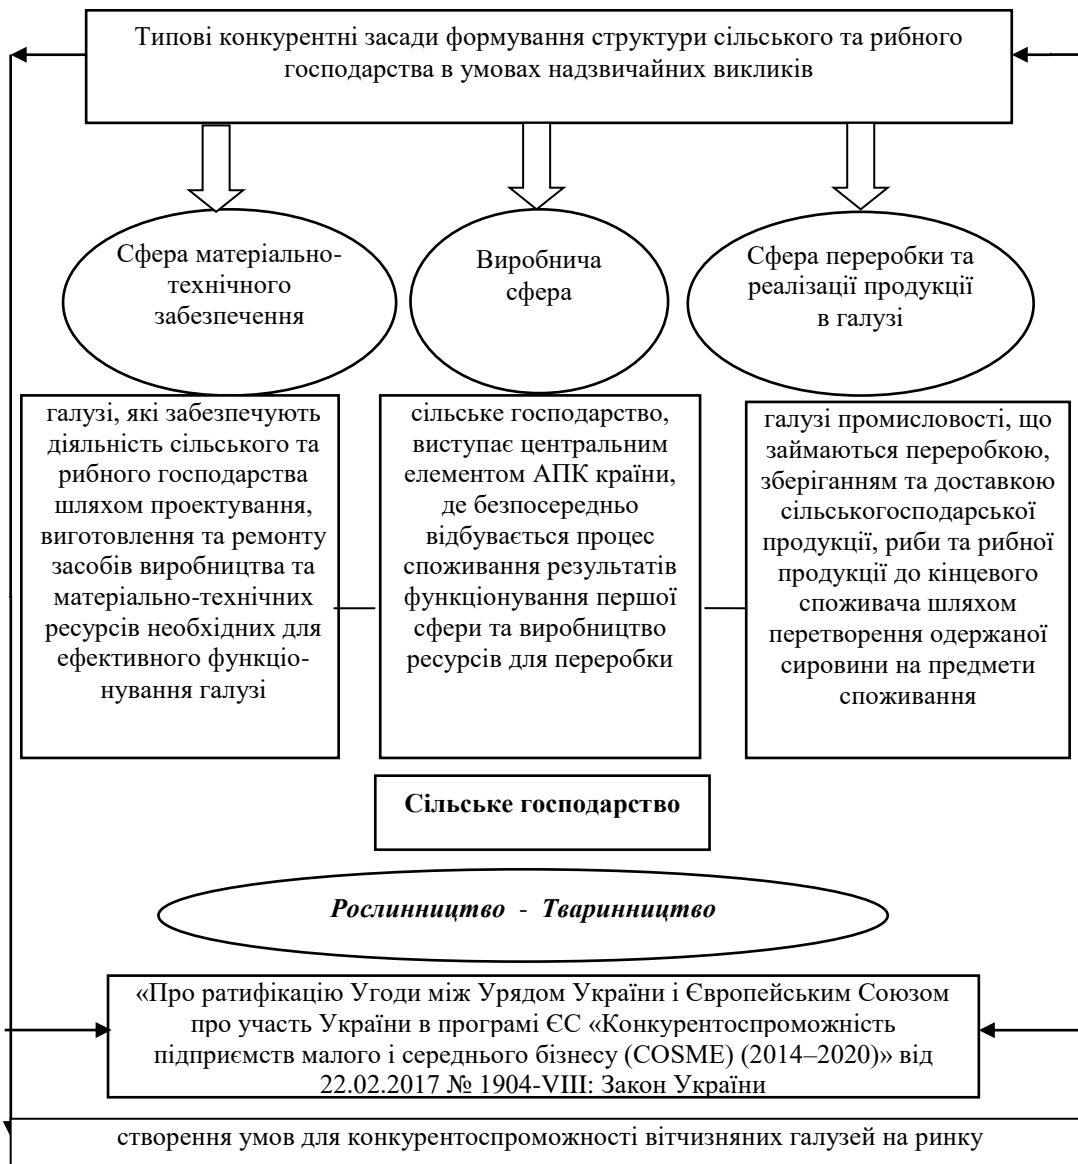 Типові конкурентні засади формування структури сільського та рибного
господарства в умовах надзвичайних викликів
Сфера матеріально-
технічного
забезпечення
Виробнича
сфера
Сфера переробки та
реалізації продукції
в галузі
галузі, які забезпечують
діяльність сільського та
рибного господарства
шляхом проектування,
виготовлення та ремонту
засобів виробництва та
матеріально-технічних
ресурсів необхідних для
ефективного функціо-
нування галузі
сільське господарство,
виступає центральним
елементом АПК країни,
де безпосередньо
відбувається процес
споживання результатів
функціонування першої
сфери та виробництво
ресурсів для переробки
галузі промисловості, що
займаються переробкою,
зберіганням та доставкою
сільськогосподарської
продукції, риби та рибної
продукції до кінцевого
споживача шляхом
перетворення одержаної
сировини на предмети
споживання
Сільське господарство
Рослинництво - Тваринництво
«Про ратифікацію Угоди між Урядом України і Європейським Союзом
про участь України в програмі ЄС «Конкурентоспроможність
підприємств малого і середнього бізнесу (COSME) (2014–2020)» від
22.02.2017 № 1904-VIII: Закон України
створення умов для конкурентоспроможності вітчизняних галузей на ринку